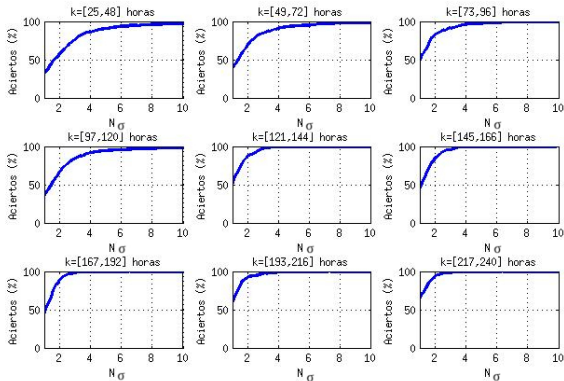 k=[25,48] horas
k=[49,72] horas
k=[73,96] horas
Aciertos (%)
100
50
0
2 4 6 8 10
Nσ
Aciertos (%)
100
50
0
2 4 6 8 10
Nσ
Aciertos (%)
100
50
0
2 4 6 8 10
Nσ
k=[97,120] horas
k=[121,144] horas
k=[145,166] horas
Aciertos (%)
100
50
0
2 4 6 8 10
Nσ
Aciertos (%)
100
50
0
2 4 6 8 10
Nσ
Aciertos (%)
100
50
0
2 4 6 8 10
Nσ
k=[167,192] horas
k=[193,216] horas
k=[217,240] horas
Aciertos (%)
100
50
0
2 4 6 8 10
Nσ
Aciertos (%)
100
50
0
2 4 6 8 10
Nσ
Aciertos (%)
100
50
0
2 4 6 8 10
Nσ